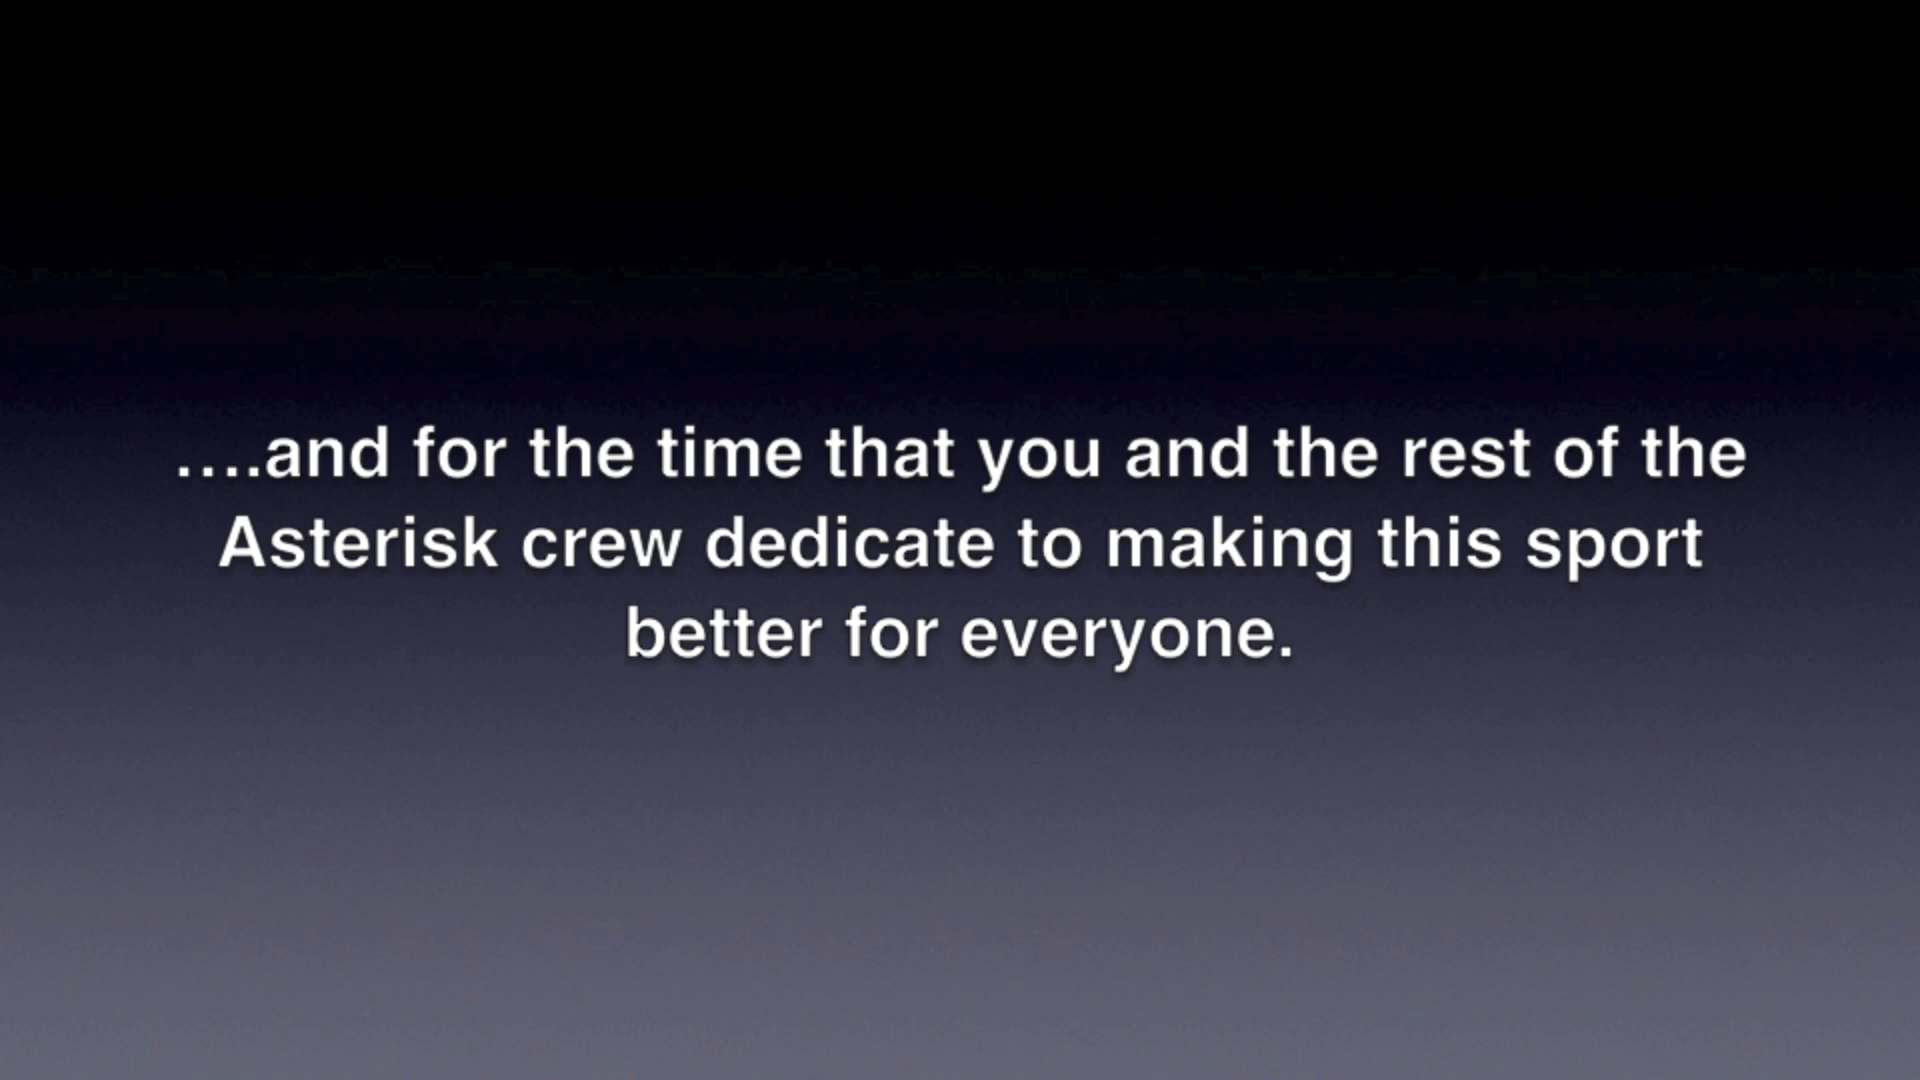 ....and for the time that you and the rest of the
Asterisk crew dedicate to making this sport
better for everyone.